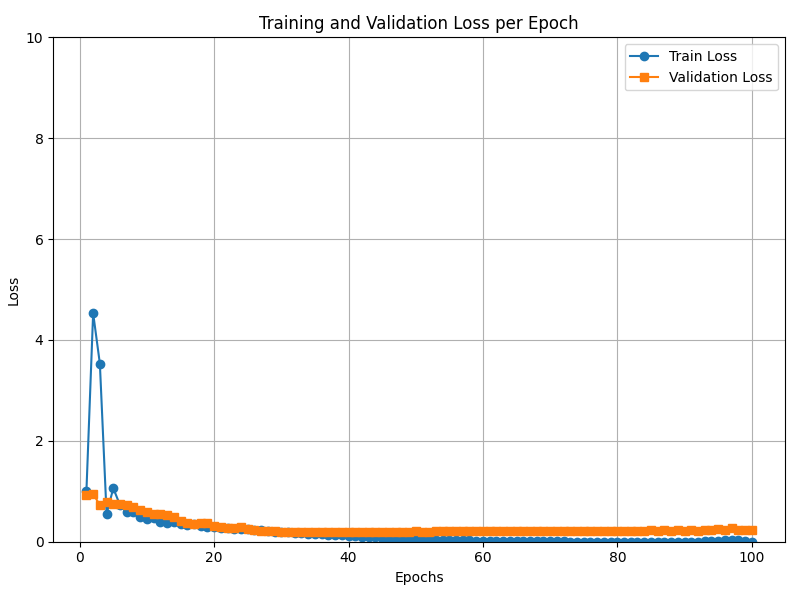 Training and Validation Loss per Epoch
Train Loss
Validation Loss
10
8
6
4
2
0
Loss
0 20 40 60 80 100
Epochs